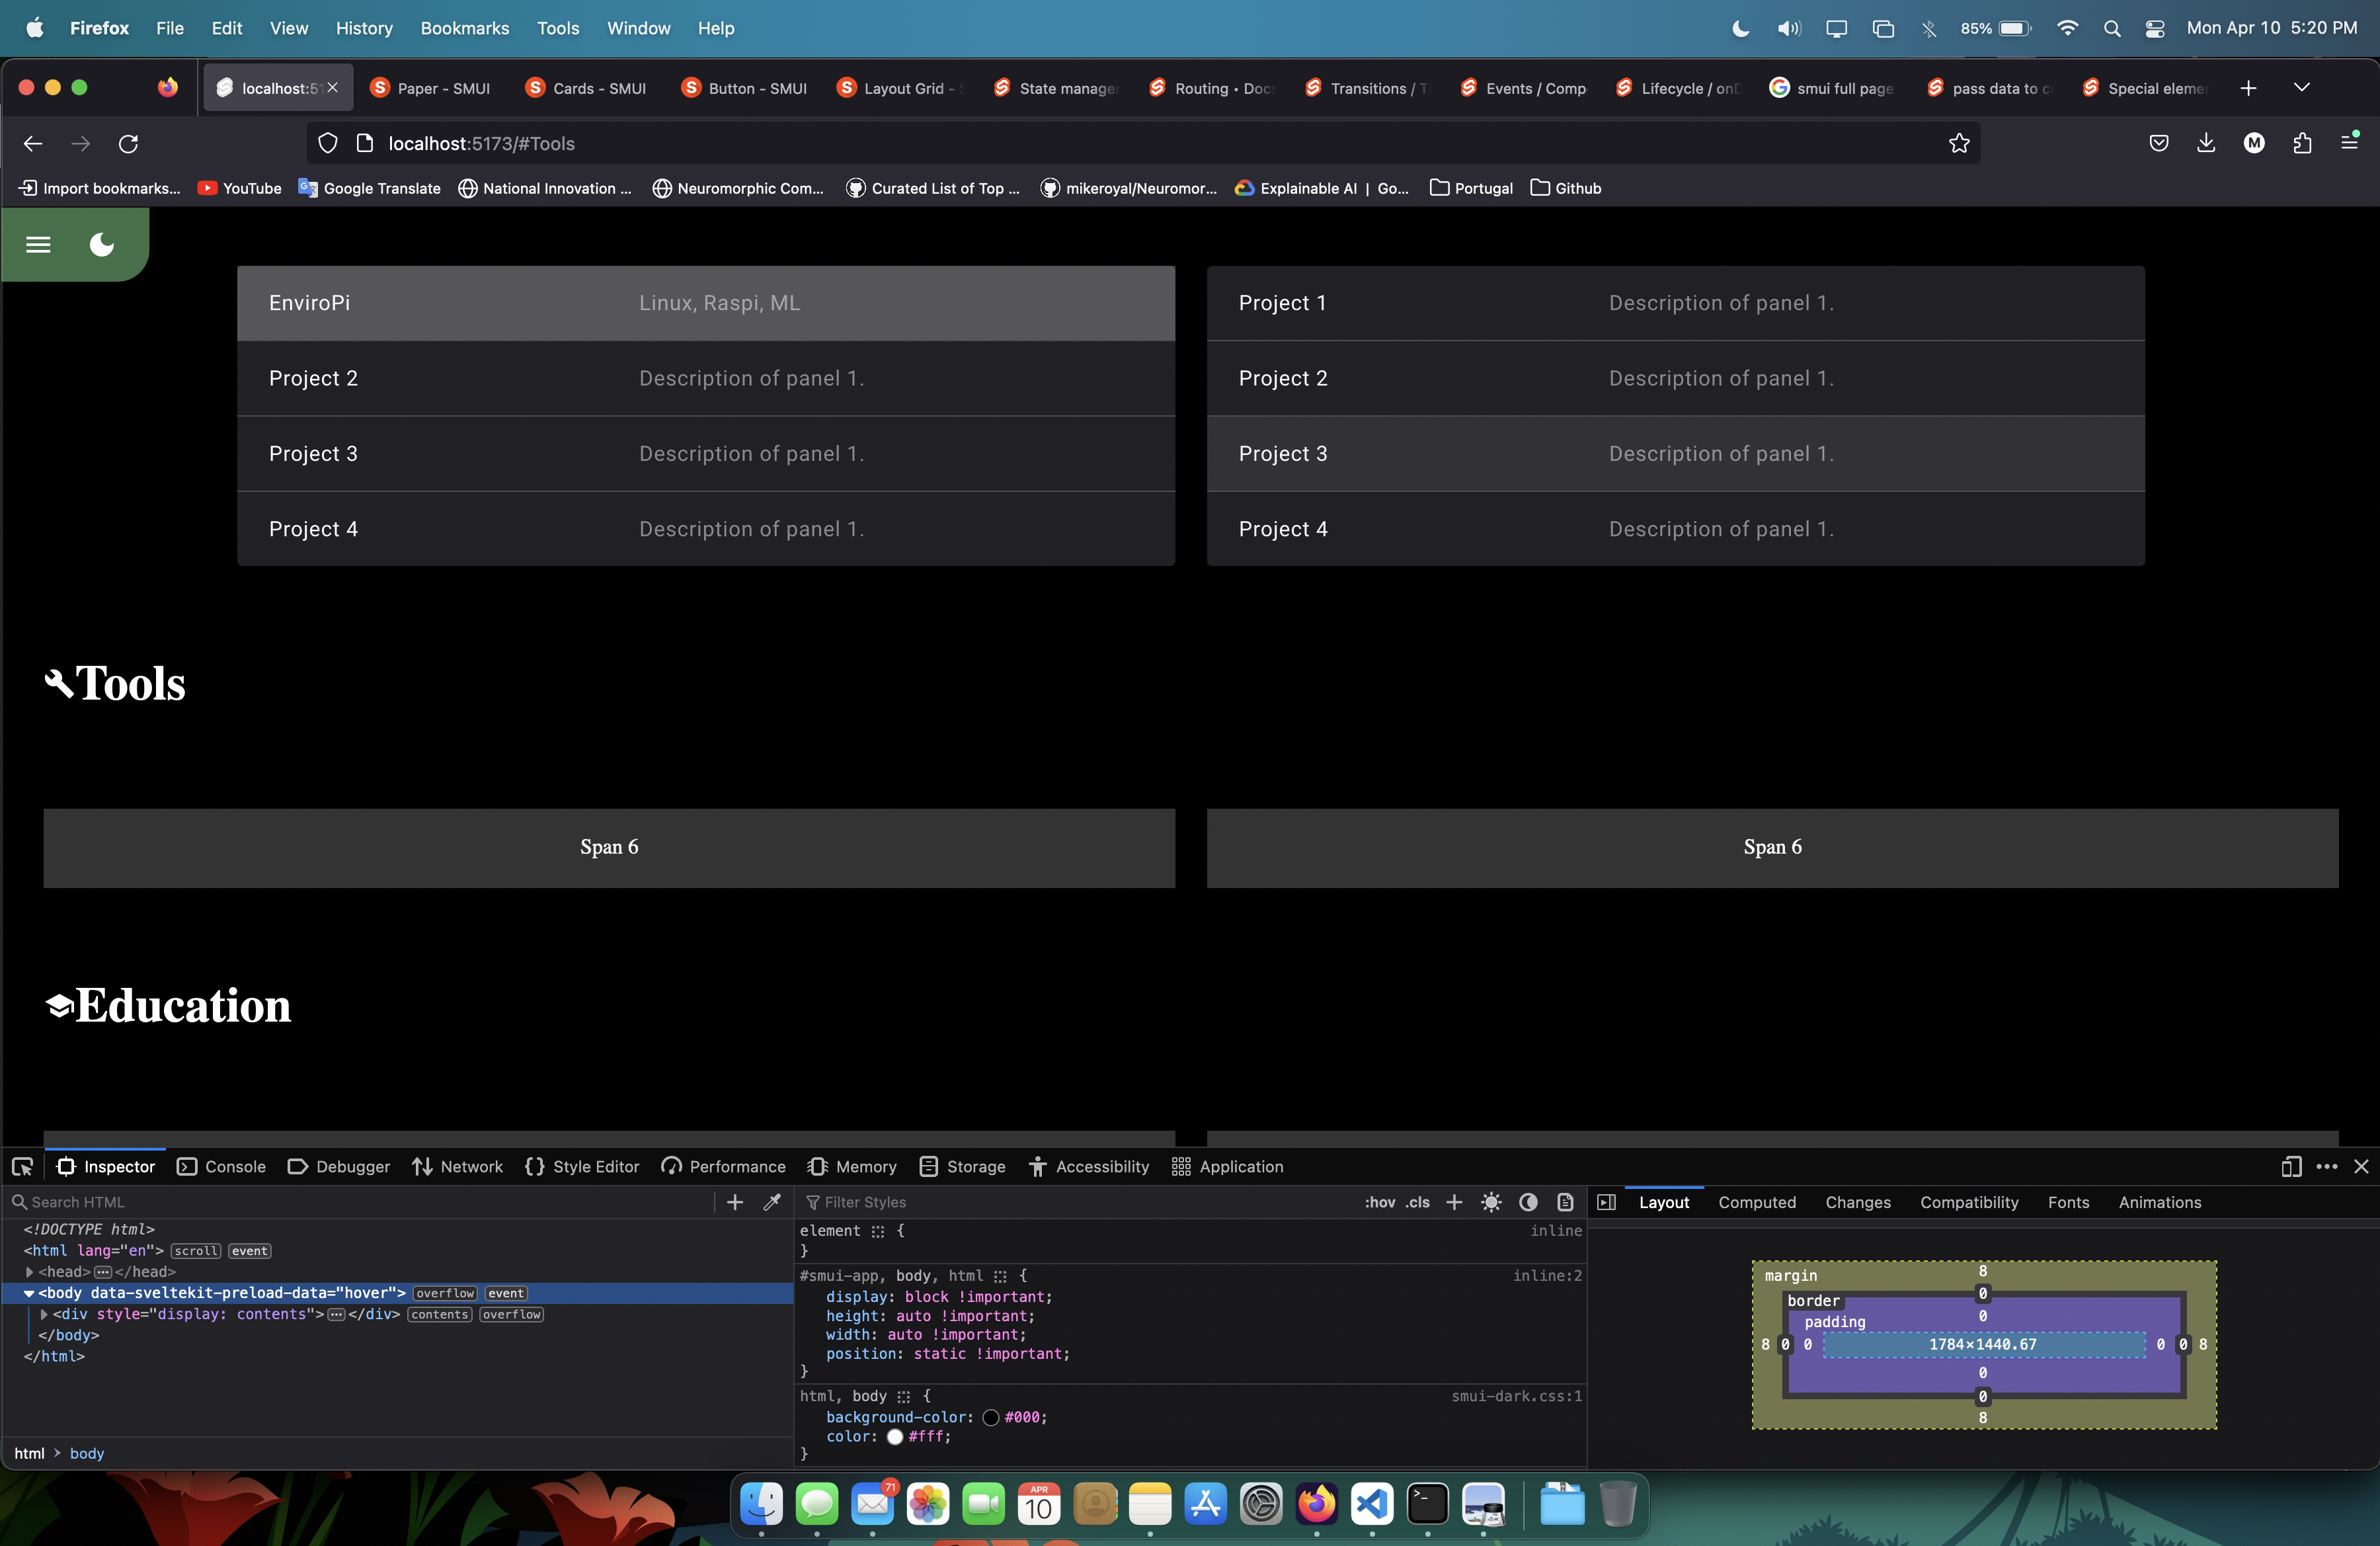 Firefox File Edit View History Bookmarks Tools Window Help 85% Mon Apr 10 5:20 PM
localhost:51 Paper - SMUI Cards - SMUI Button - SMUI Layout Grid - S State manage Routing • Docs Transitions / T Events / Comp Lifecycle / onD smui full page pass data to c Special eleme
localhost:5173/#Tools
M
Import bookmarks... YouTube Google Translate National Innovation ... Neuromorphic Com... Curated List of Top ... mikeroyal/Neuromor... Explainable AI | Go... Portugal Github
EnviroPi Linux, Raspi, ML Project 1 Description of panel 1.
Project 2 Description of panel 1. Project 2 Description of panel 1.
Project 3 Description of panel 1. Project 3 Description of panel 1.
Project 4 Description of panel 1. Project 4 Description of panel 1.
Tools
Span 6 Span 6
Education
Inspector Console Debugger Network Style Editor Performance Memory Storage Accessibility Application
Search HTML
<!DOCTYPE html>
<html lang="en"> scroll event
<head>⋯</head>
<body data-sveltekit-preload-data="hover"> overflow event
<div style="display: contents">⋯</div> contents overflow
</body>
</html>
html > body
Filter Styles :hov .cls
element { inline
}
#smui-app, body, html { inline:2
display: block !important;
height: auto !important;
width: auto !important;
position: static !important;
}
html, body { smui-dark.css:1
background-color: #000;
color: #fff;
}
Layout Computed Changes Compatibility Fonts Animations
margin 8
border 0
padding 0
8 0 0 1784×1440.67 0 0 8
0
0
8
71
APR
10